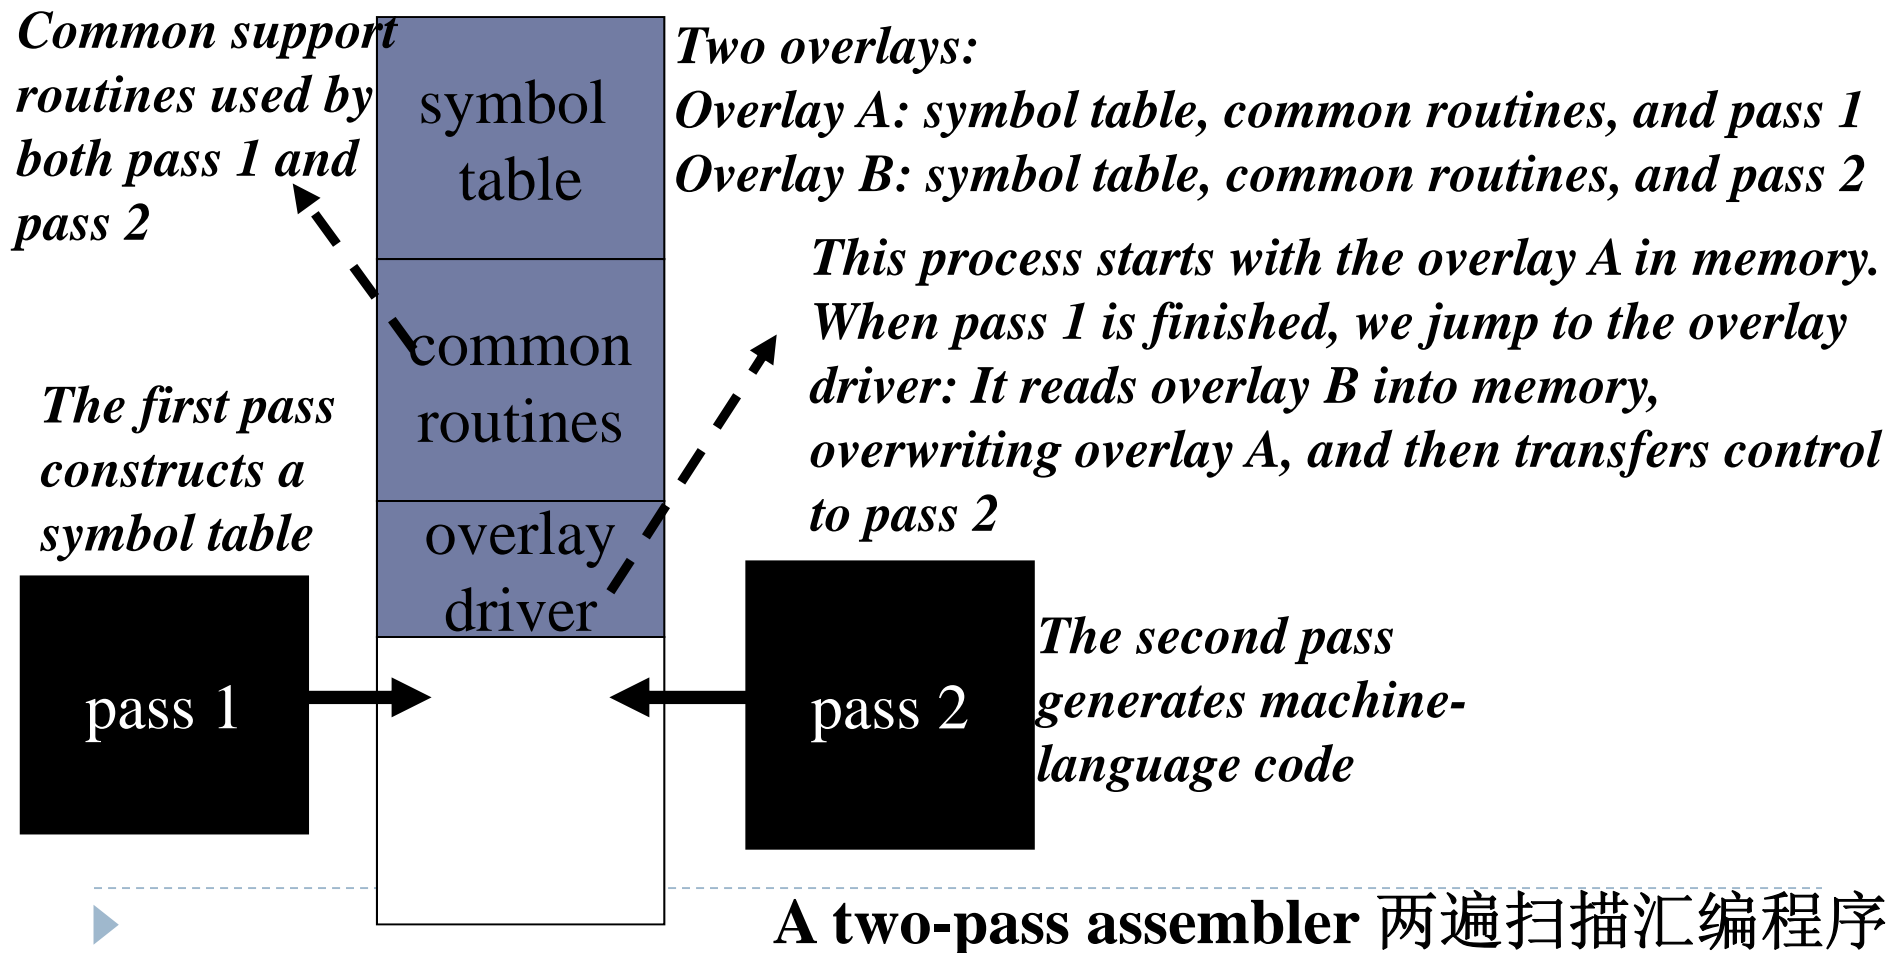 Common support
routines used by
both pass 1 and
pass 2
symbol
table
Two overlays:
Overlay A: symbol table, common routines, and pass 1
Overlay B: symbol table, common routines, and pass 2
This process starts with the overlay A in memory.
When pass 1 is finished, we jump to the overlay
driver: It reads overlay B into memory,
overwriting overlay A, and then transfers control
to pass 2
common
routines
The first pass
constructs a
symbol table
overlay
driver
pass 1
pass 2
The second pass
generates machine-
language code
A two-pass assembler 两遍扫描汇编程序